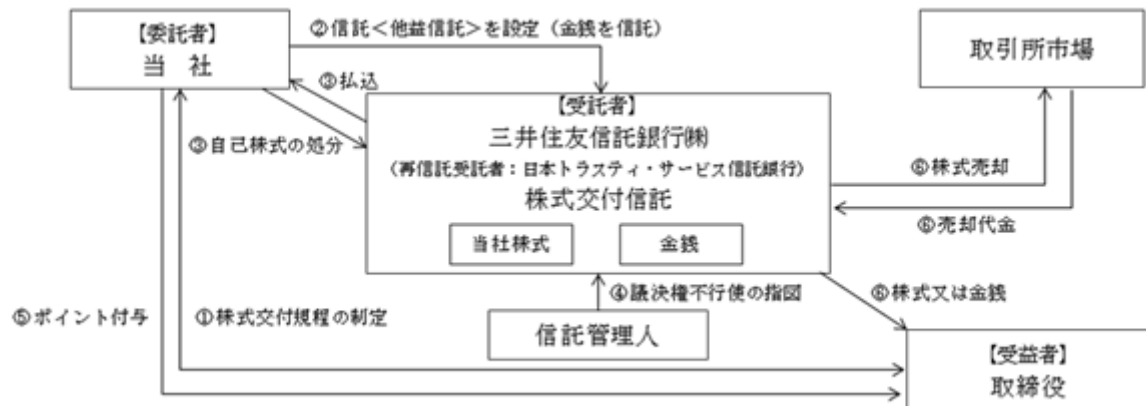 【委託者】
当 社
②信託＜他益信託＞を設定（金銭を信託）
取引所市場
③払込
③自己株式の処分
【受託者】
三井住友信託銀行㈱
（再信託受託者：日本トラスティ・サービス信託銀行）
株式交付信託
当社株式
金銭
⑥株式売却
⑥売却代金
④議決権不行使の指図
⑥株式又は金銭
⑤ポイント付与
①株式交付規程の制定
信託管理人
【受益者】
取締役